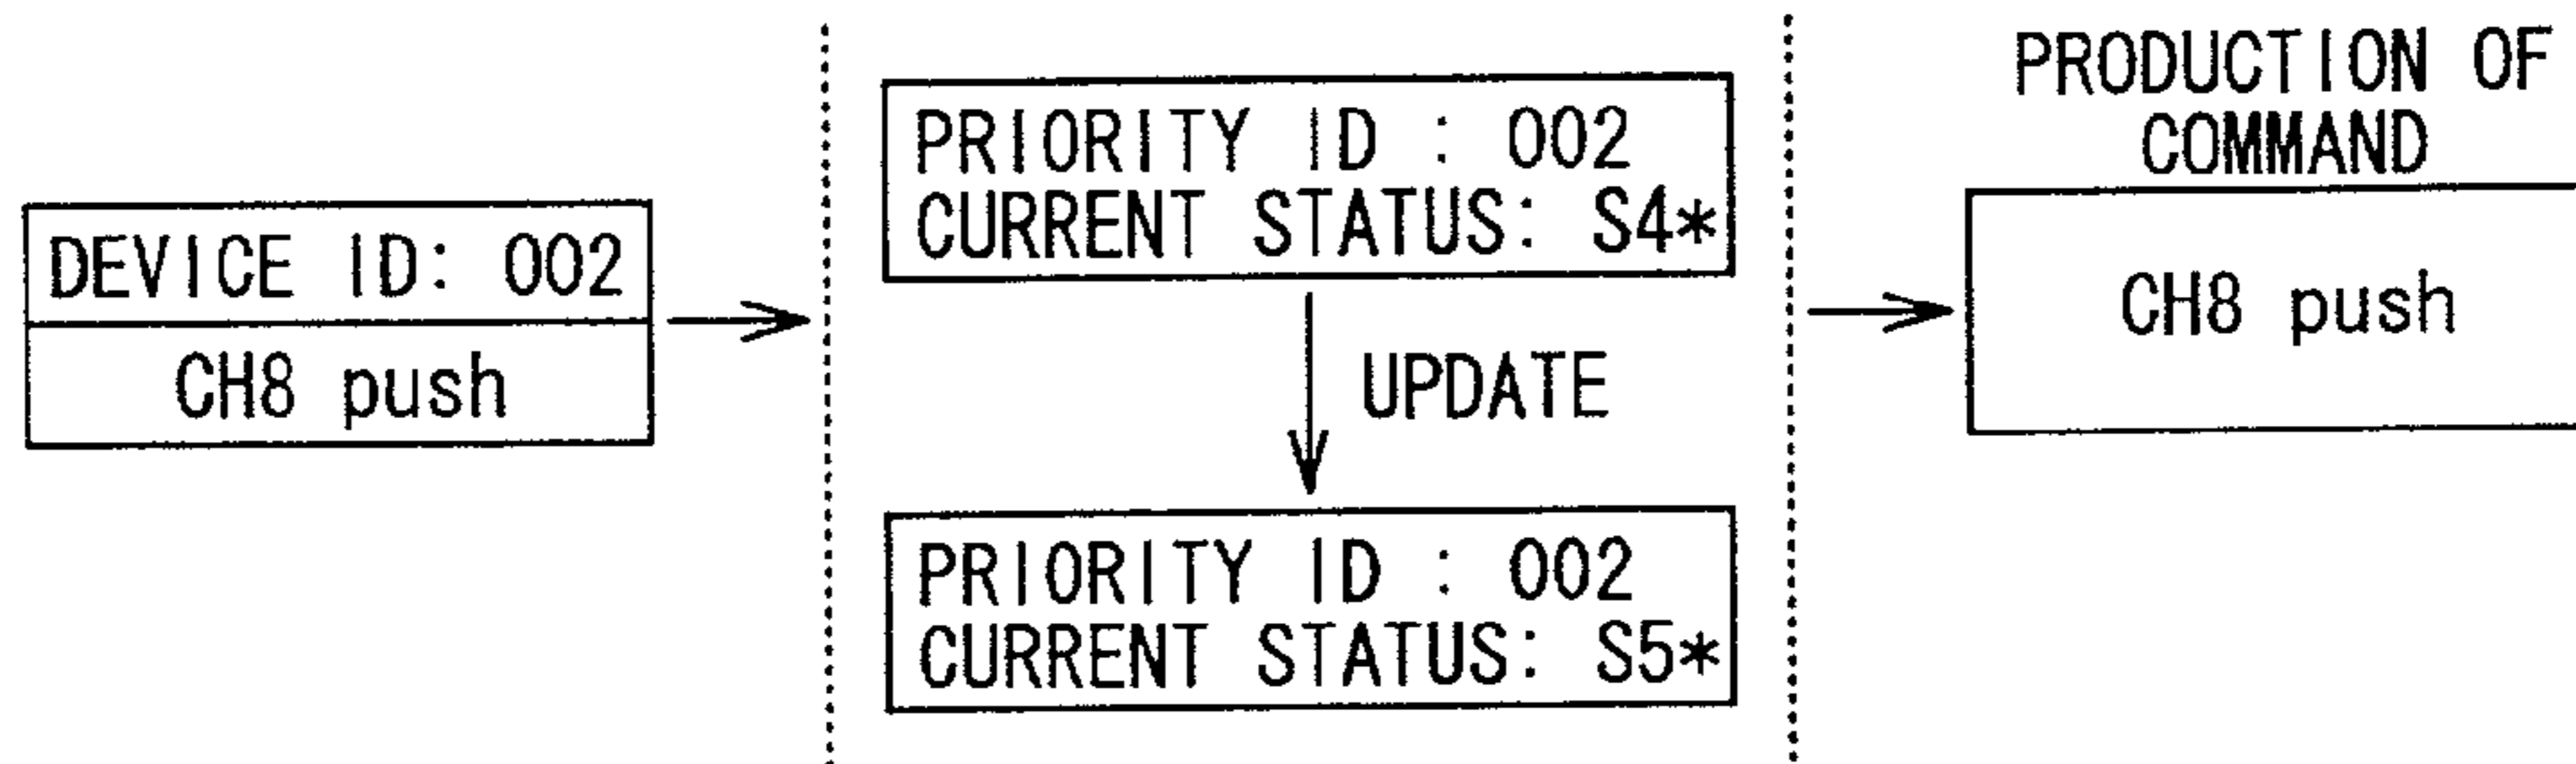 DEVICE ID: 002
CH8 push
PRIORITY ID : 002
CURRENT STATUS: S4*
UPDATE
PRIORITY ID : 002
CURRENT STATUS: S5*
PRODUCTION OF
COMMAND
CH8 push